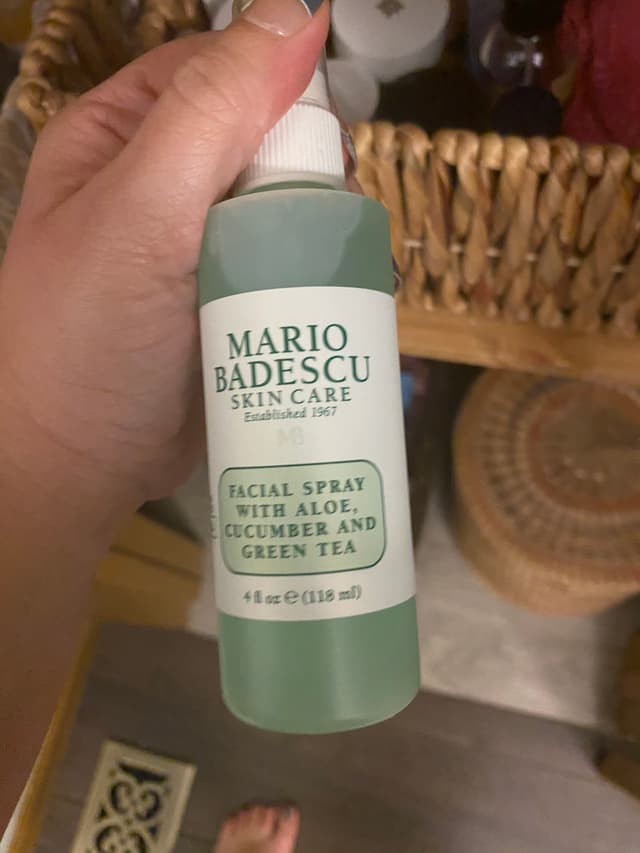 MARIO
BADESCU
SKIN CARE
Established 1967
MB
FACIAL SPRAY
WITH ALOE,
CUCUMBER AND
GREEN TEA
4 fl oz ℮ (118 ml)